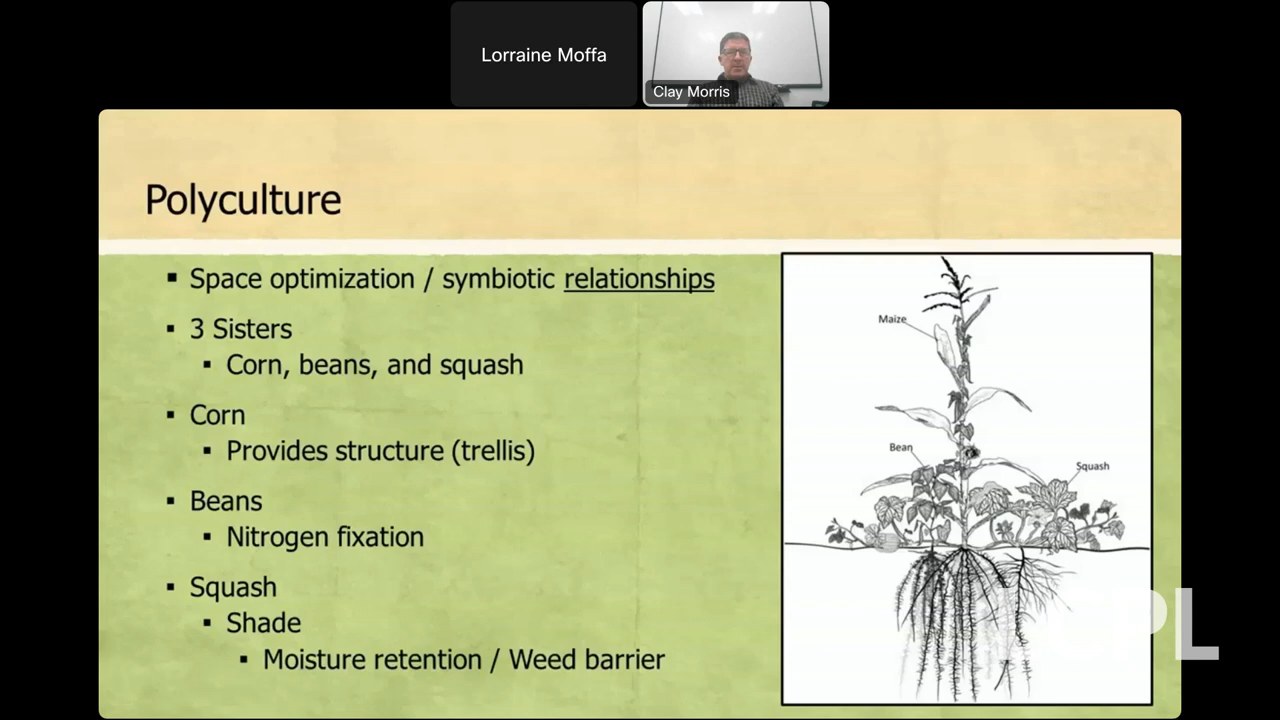 Lorraine Moffa
Clay Morris
Polyculture
Space optimization / symbiotic relationships
3 Sisters
Corn, beans, and squash
Corn
Provides structure (trellis)
Beans
Nitrogen fixation
Squash
Shade
Moisture retention / Weed barrier
Maize
Bean
Squash
PL